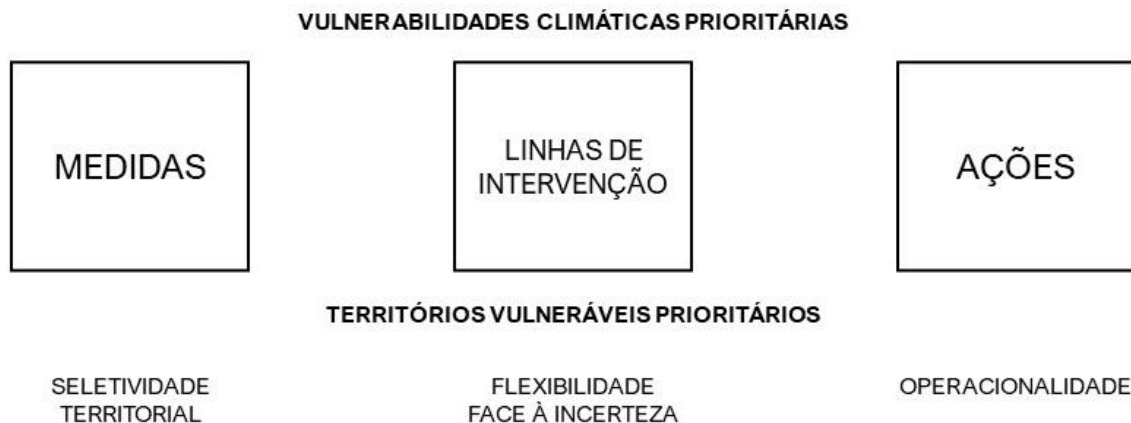 VULNERABILIDADES CLIMÁTICAS PRIORITÁRIAS
MEDIDAS
LINHAS DE
INTERVENÇÃO
AÇÕES
TERRITÓRIOS VULNERÁVEIS PRIORITÁRIOS
SELETIVIDADE
TERRITORIAL
FLEXIBILIDADE
FACE À INCERTEZA
OPERACIONALIDADE